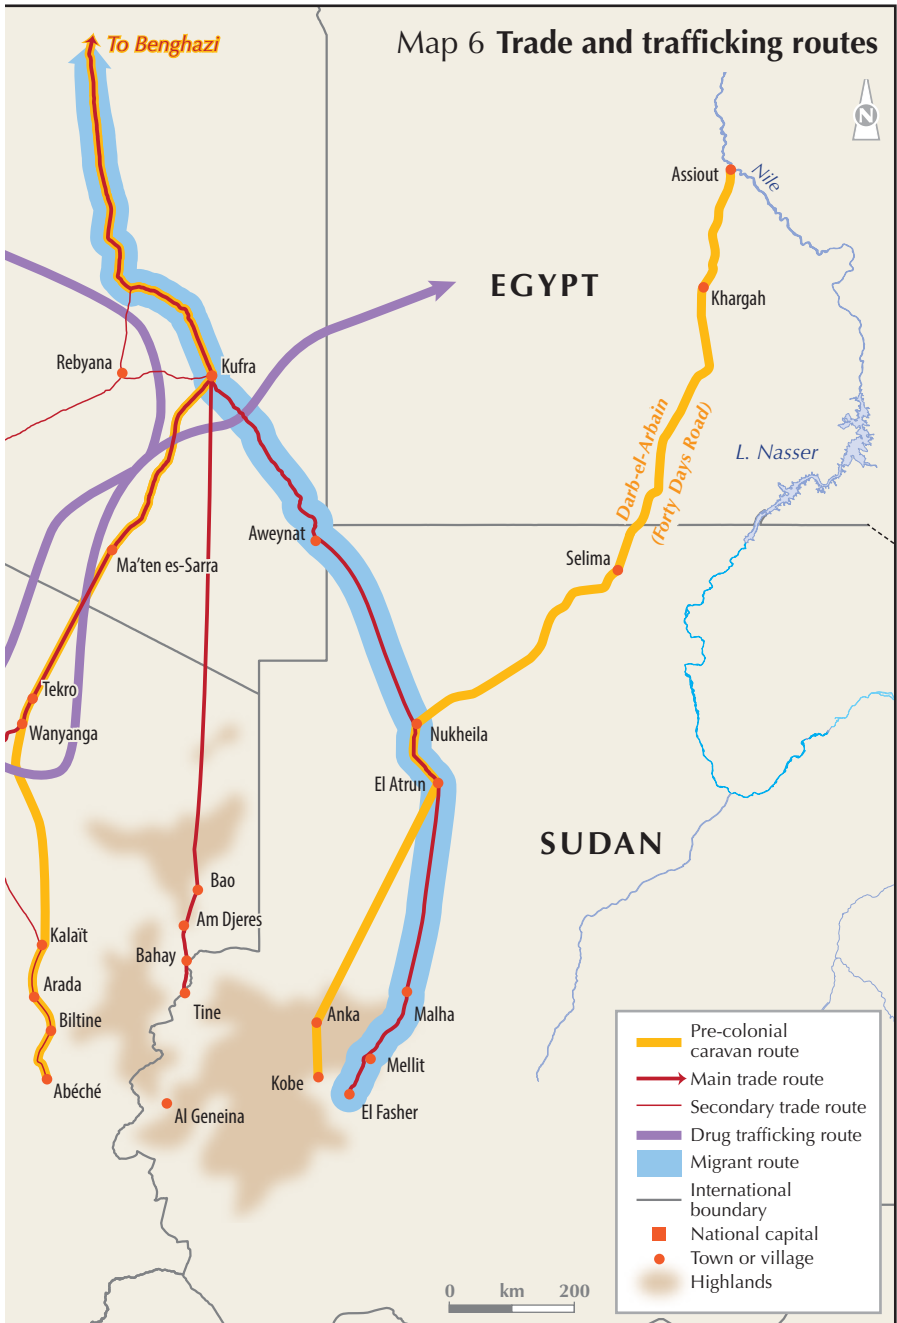 To Benghazi
Map 6 Trade and trafficking routes
N
Assiout
Nile
EGYPT
Khargah
Rebyana
Kufra
Darb-el-Arbain
(Forty Days Road)
L. Nasser
Aweynat
Selima
Ma'ten es-Sarra
Tekro
Wanyanga
Nukheila
El Atrun
SUDAN
Bao
Am Djeres
Kalaït
Bahay
Arada
Tine
Anka
Malha
Biltine
Mellit
Kobe
Abéché
Al Geneina
El Fasher
Pre-colonial
caravan route
Main trade route
Secondary trade route
Drug trafficking route
Migrant route
International
boundary
National capital
Town or village
Highlands
0 km 200